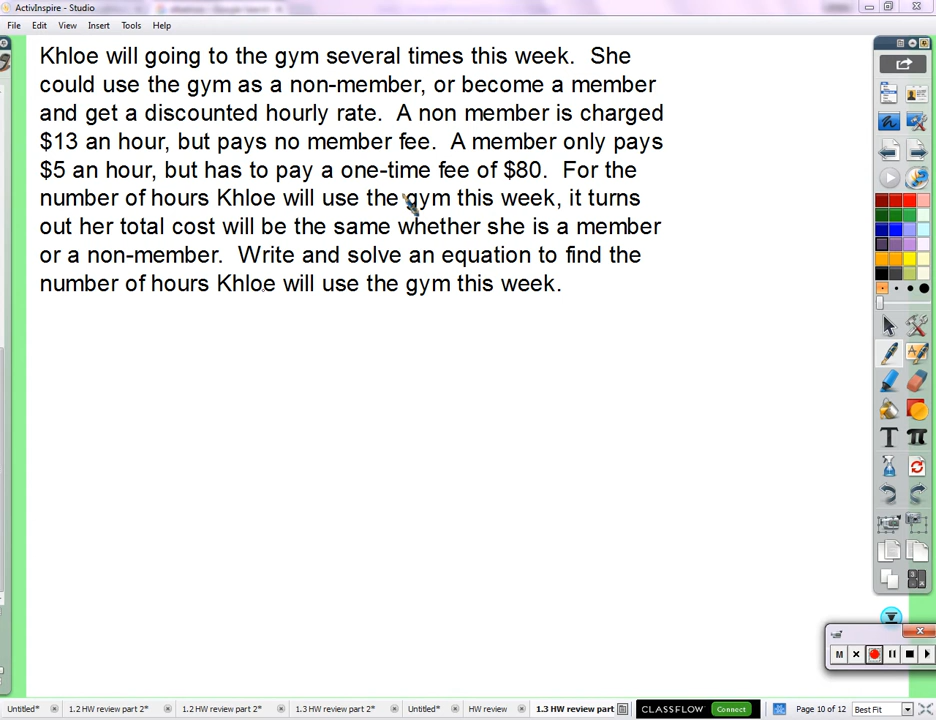 ActivInspire - Studio
File Edit View Insert Tools Help
Khloe will going to the gym several times this week. She
could use the gym as a non-member, or become a member
and get a discounted hourly rate. A non member is charged
$13 an hour, but pays no member fee. A member only pays
$5 an hour, but has to pay a one-time fee of $80. For the
number of hours Khloe will use the gym this week, it turns
out her total cost will be the same whether she is a member
or a non-member. Write and solve an equation to find the
number of hours Khloe will use the gym this week.
M
Untitled* 1.2 HW review part 2* 1.2 HW review part 2* 1.3 HW review part 2* Untitled* HW review 1.3 HW review part CLASSFLOW Connect Page 10 of 12 Best Fit